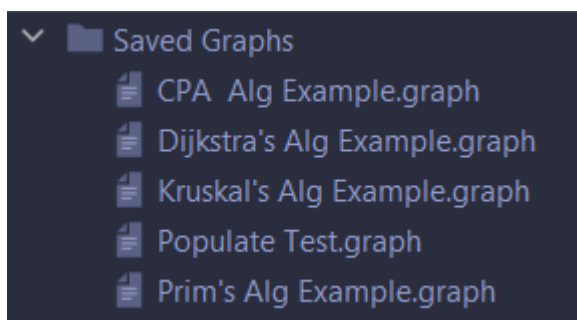 Saved Graphs
CPA  Alg Example.graph
Dijkstra's Alg Example.graph
Kruskal's Alg Example.graph
Populate Test.graph
Prim's Alg Example.graph